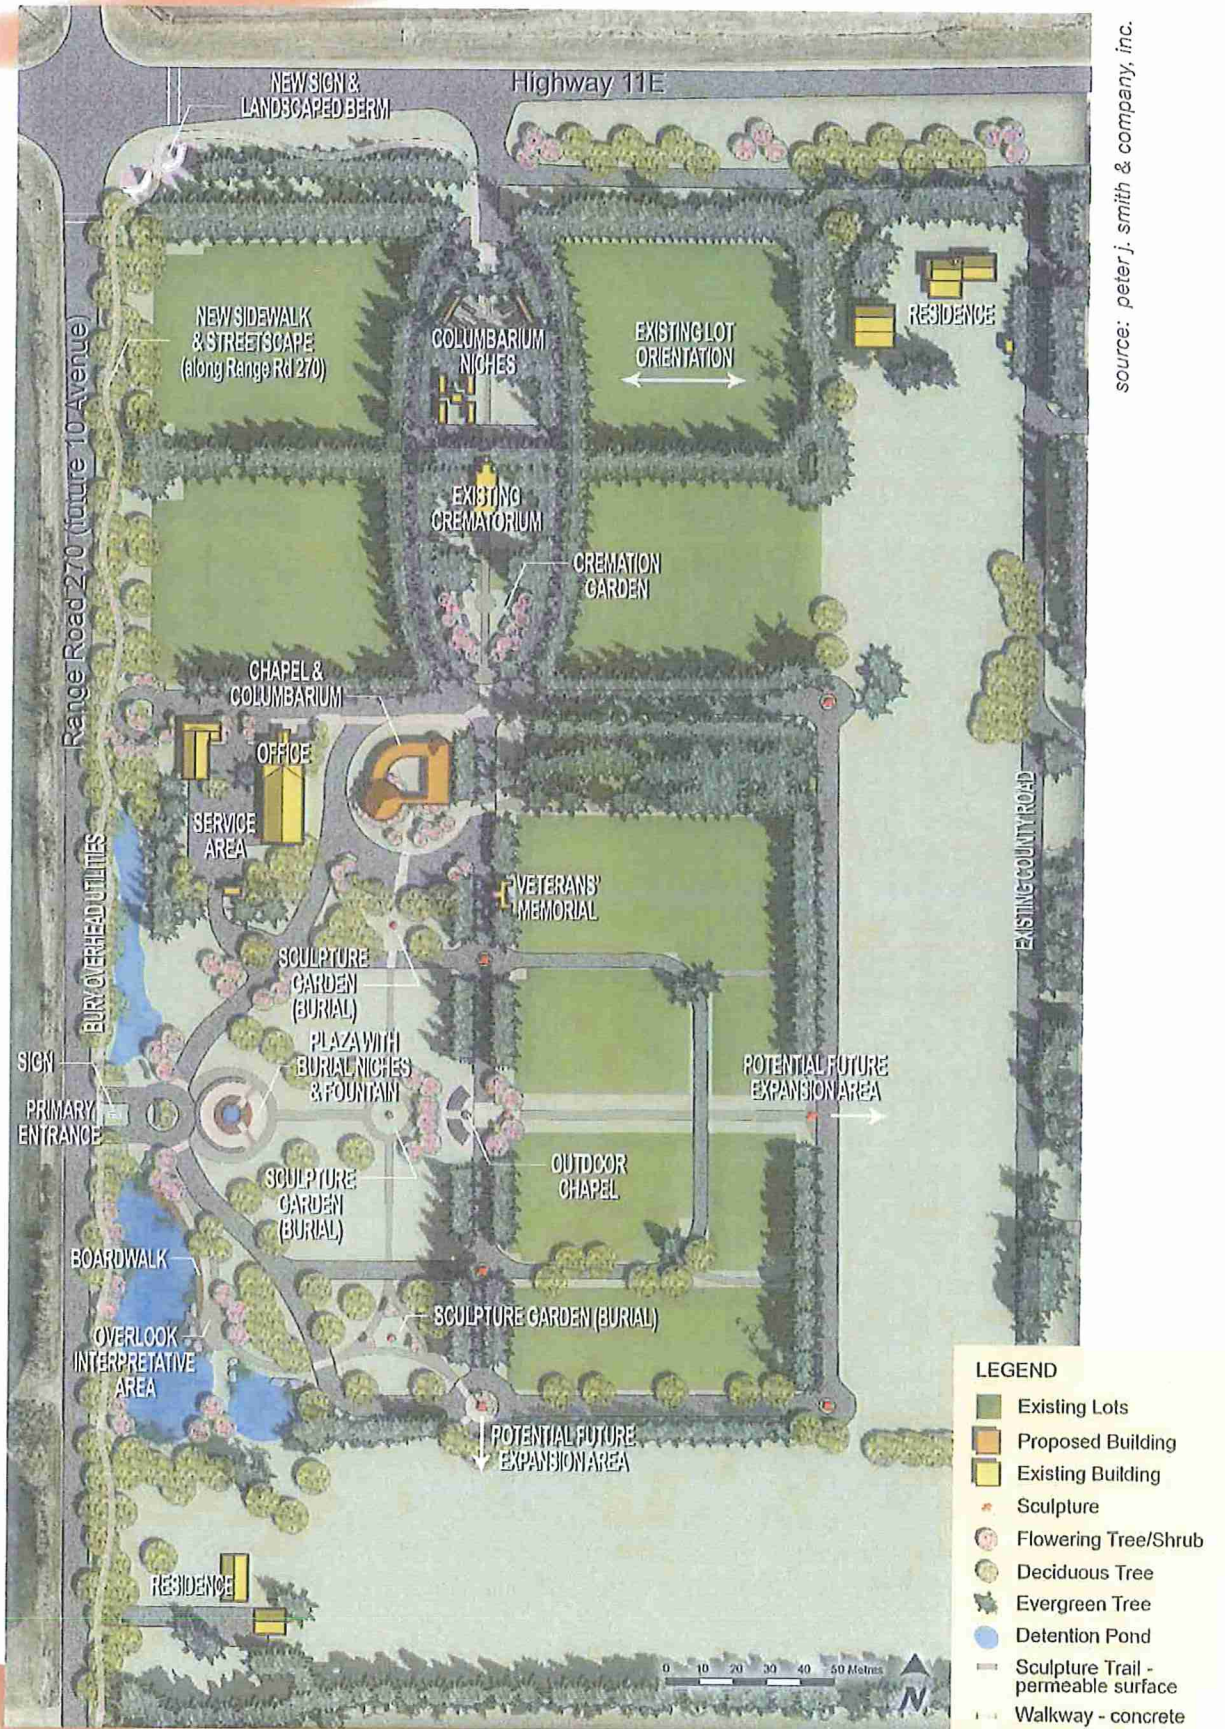 source: peter j. smith & company, inc.
Highway 11E
NEW SIGN &
LANDSCAPED BERM
NEW SIDEWALK
& STREETSCAPE
(along Range Rd 270)
COLUMBARIUM
NICHES
EXISTING LOT
ORIENTATION
RESIDENCE
Range Road 270 (future 10 Avenue)
EXISTING
CREMATORIUM
CREMATION
GARDEN
CHAPEL &
COLUMBARIUM
OFFICE
SERVICE
AREA
BURY OVERHEAD UTILITIES
VETERANS'
MEMORIAL
EXISTING COUNTY ROAD
SCULPTURE
GARDEN
(BURIAL)
PLAZA WITH
BURIAL NICHES
& FOUNTAIN
SIGN
PRIMARY
ENTRANCE
POTENTIAL FUTURE
EXPANSION AREA
OUTDOOR
CHAPEL
SCULPTURE
GARDEN
(BURIAL)
BOARDWALK
OVERLOOK
INTERPRETATIVE
AREA
SCULPTURE GARDEN (BURIAL)
POTENTIAL FUTURE
EXPANSION AREA
RESIDENCE
0 10 20 30 40 50 Metres
N
LEGEND
Existing Lots
Proposed Building
Existing Building
Sculpture
Flowering Tree/Shrub
Deciduous Tree
Evergreen Tree
Detention Pond
Sculpture Trail -
permeable surface
Walkway - concrete